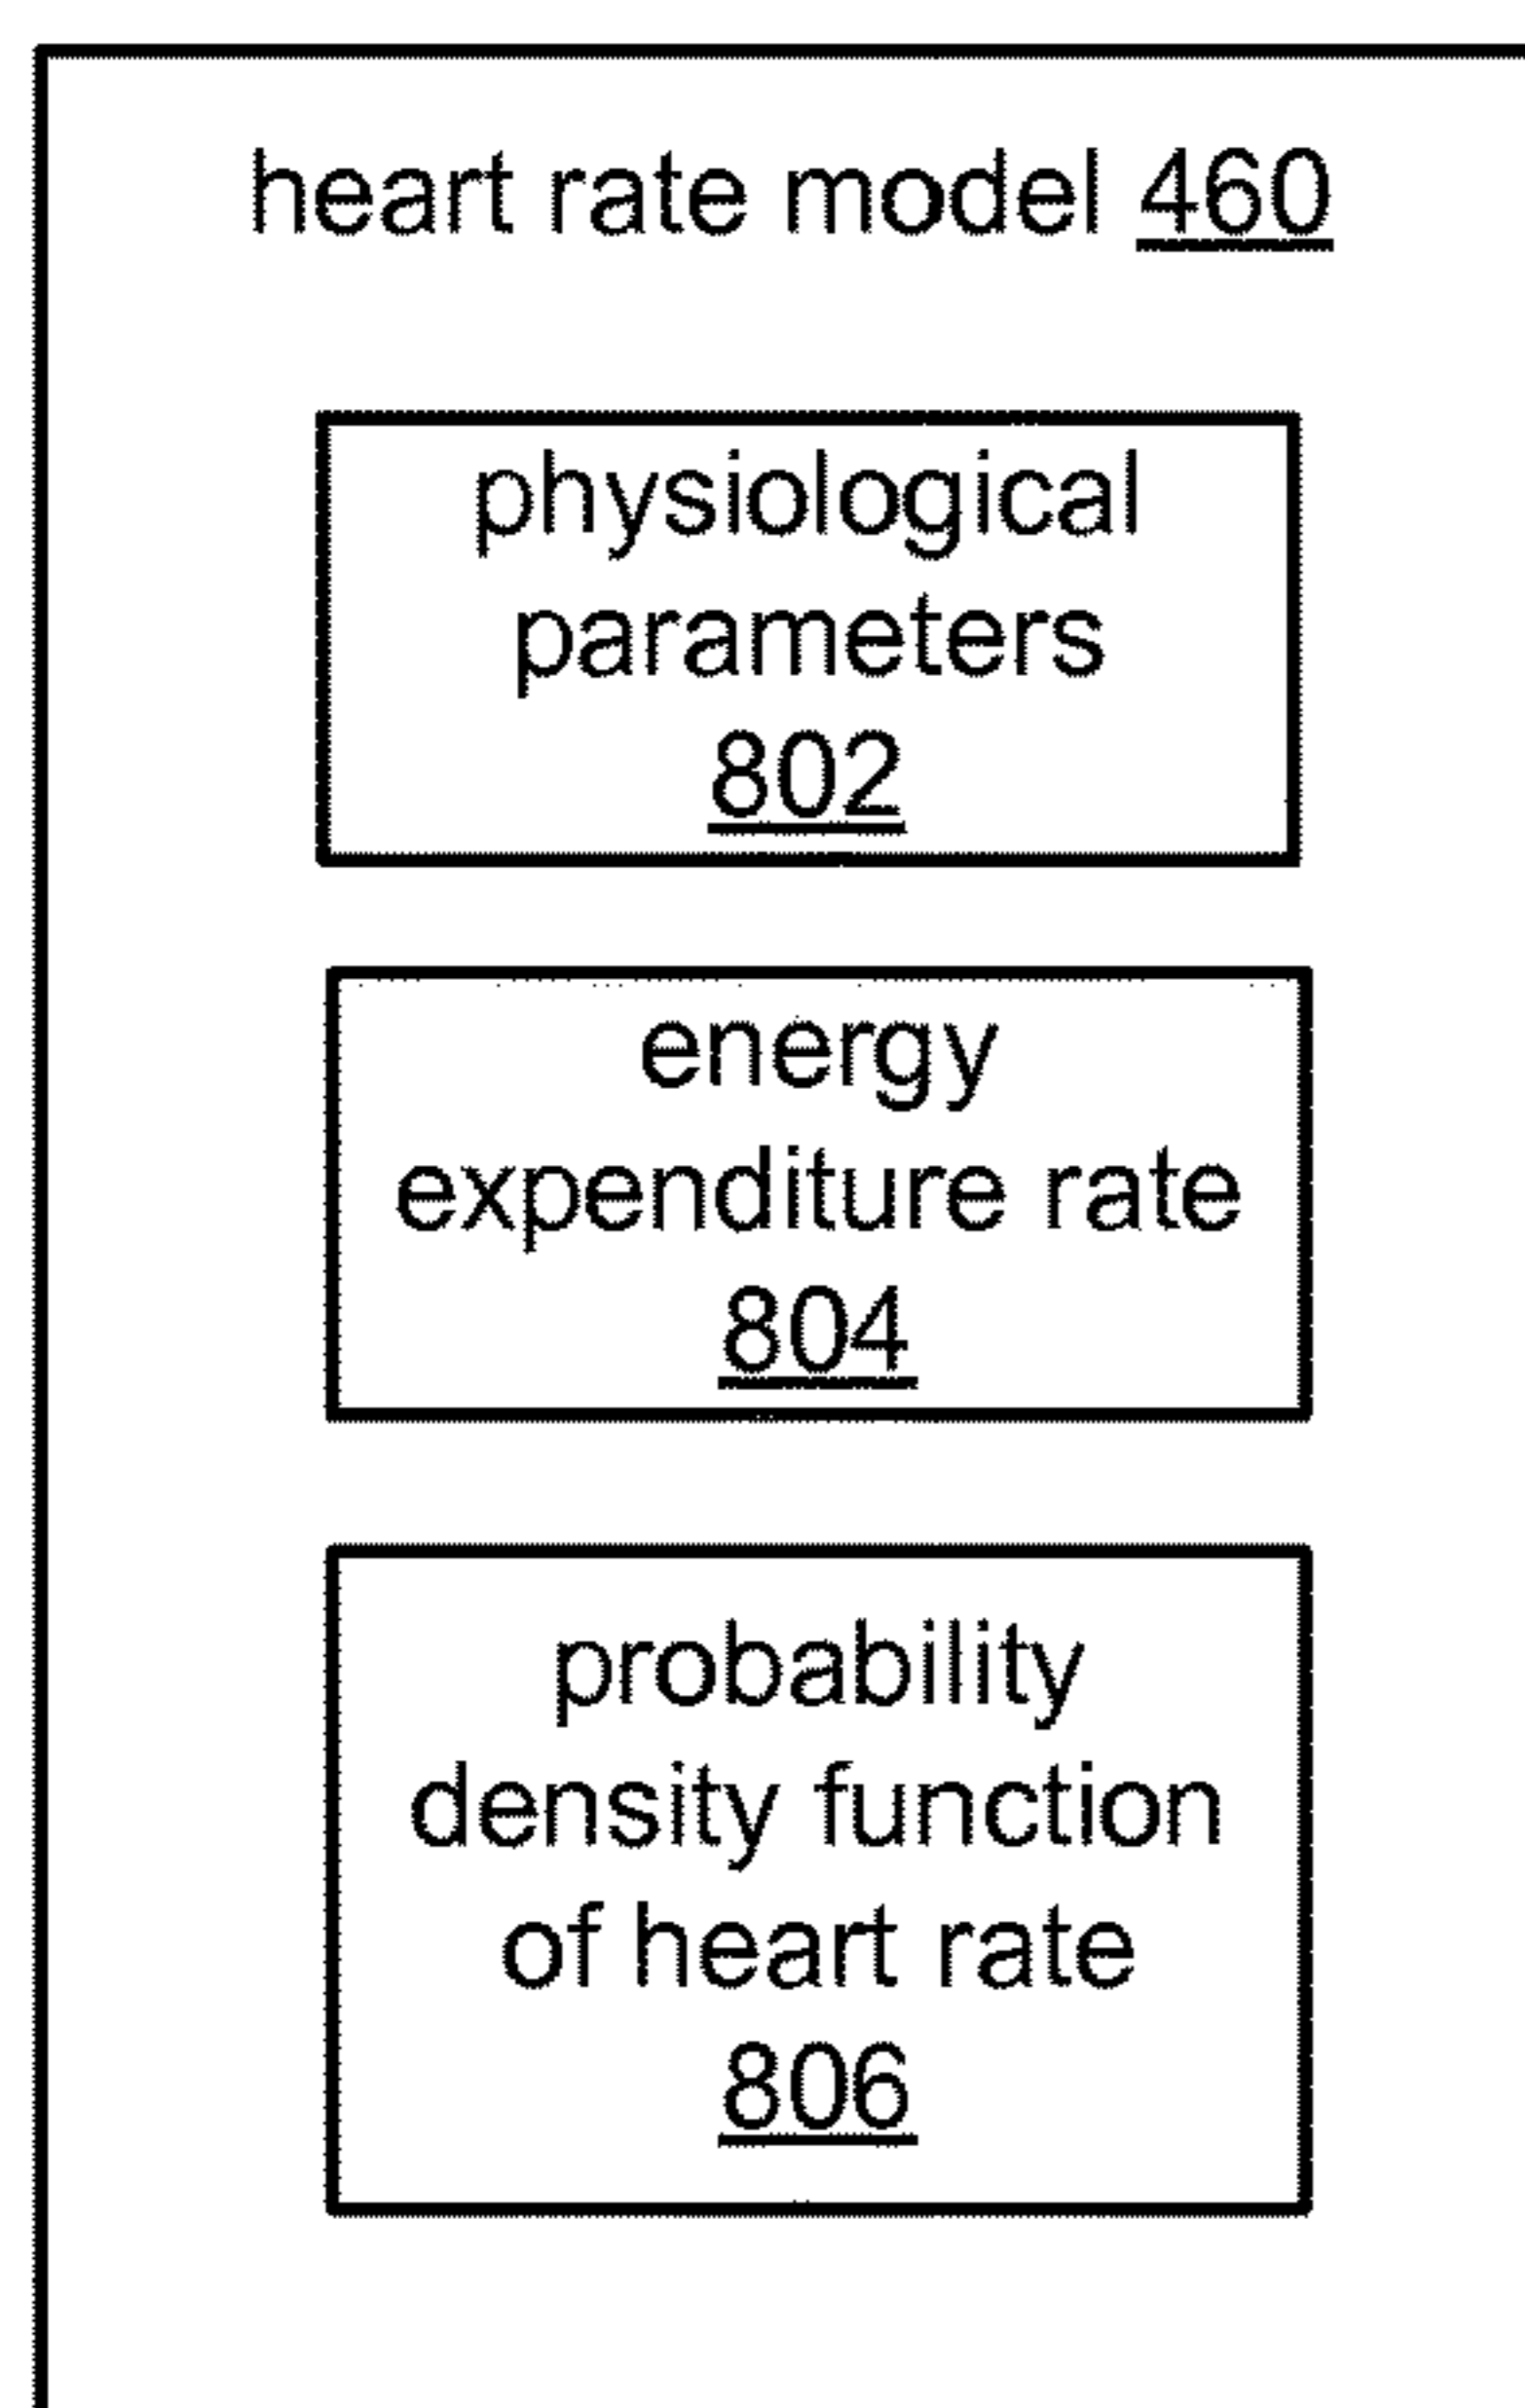 heart rate model 460
physiological
parameters
802
energy
expenditure rate
804
probability
density function
of heart rate
806